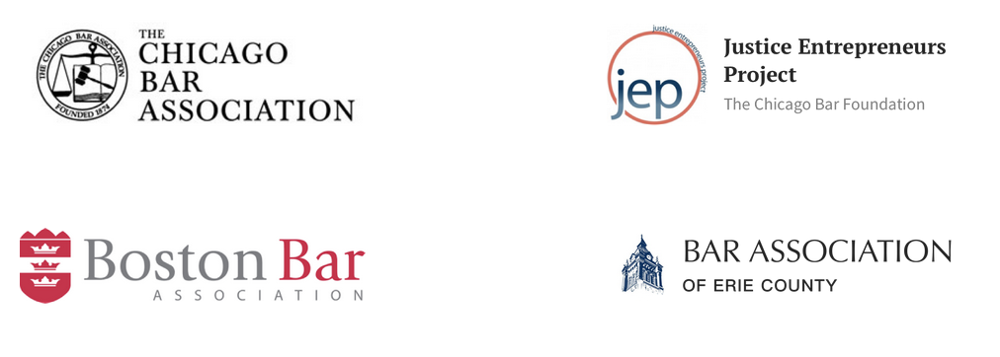 THE CHICAGO BAR ASSOCIATION
FOUNDED 1874
THE
CHICAGO
BAR
ASSOCIATION
justice entrepreneurs project
jep
Justice Entrepreneurs
Project
The Chicago Bar Foundation
Boston Bar
ASSOCIATION
BAR ASSOCIATION
OF ERIE COUNTY